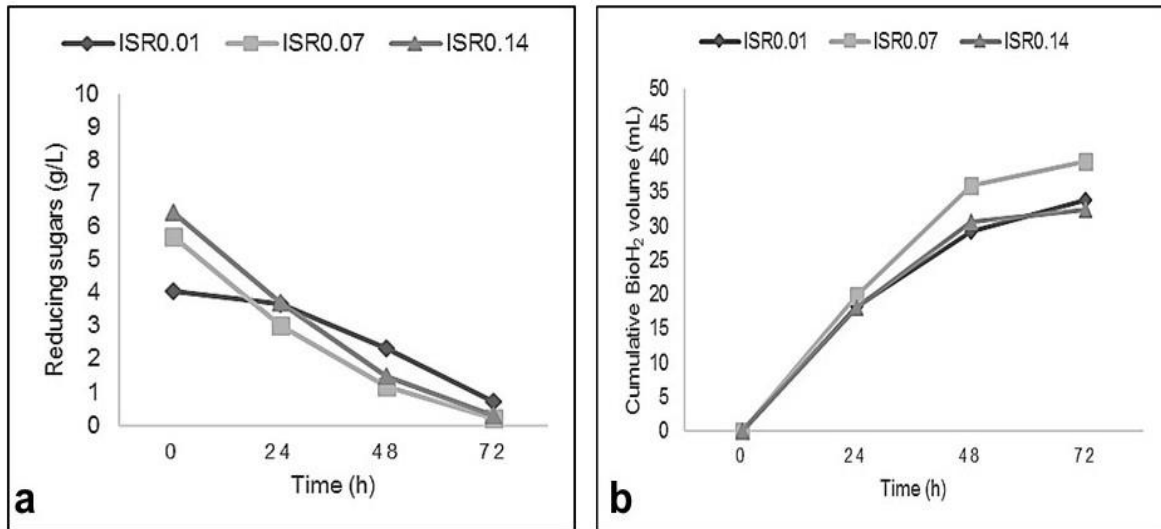 ISR0.01 ISR0.07 ISR0.14
Reducing sugars (g/L)
10
9
8
7
6
5
4
3
2
1
0
0 24 48 72
Time (h)
a
ISR0.01 ISR0.07 ISR0.14
Cumulative BioH₂ volume (mL)
50
45
40
35
30
25
20
15
10
5
0
0 24 48 72
Time (h)
b